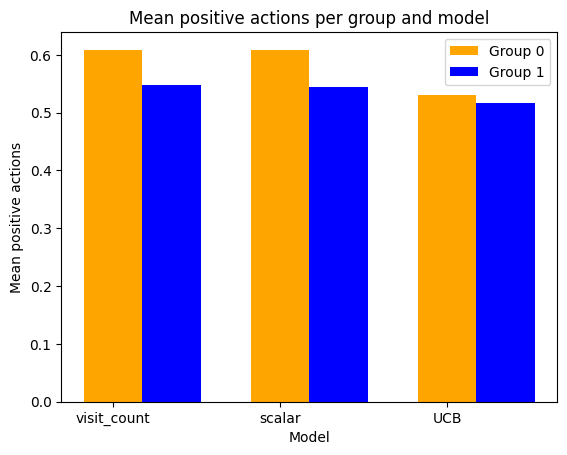 Mean positive actions per group and model
Group 0
Group 1
Mean positive actions
0.6
0.5
0.4
0.3
0.2
0.1
0.0
visit_count
scalar
UCB
Model